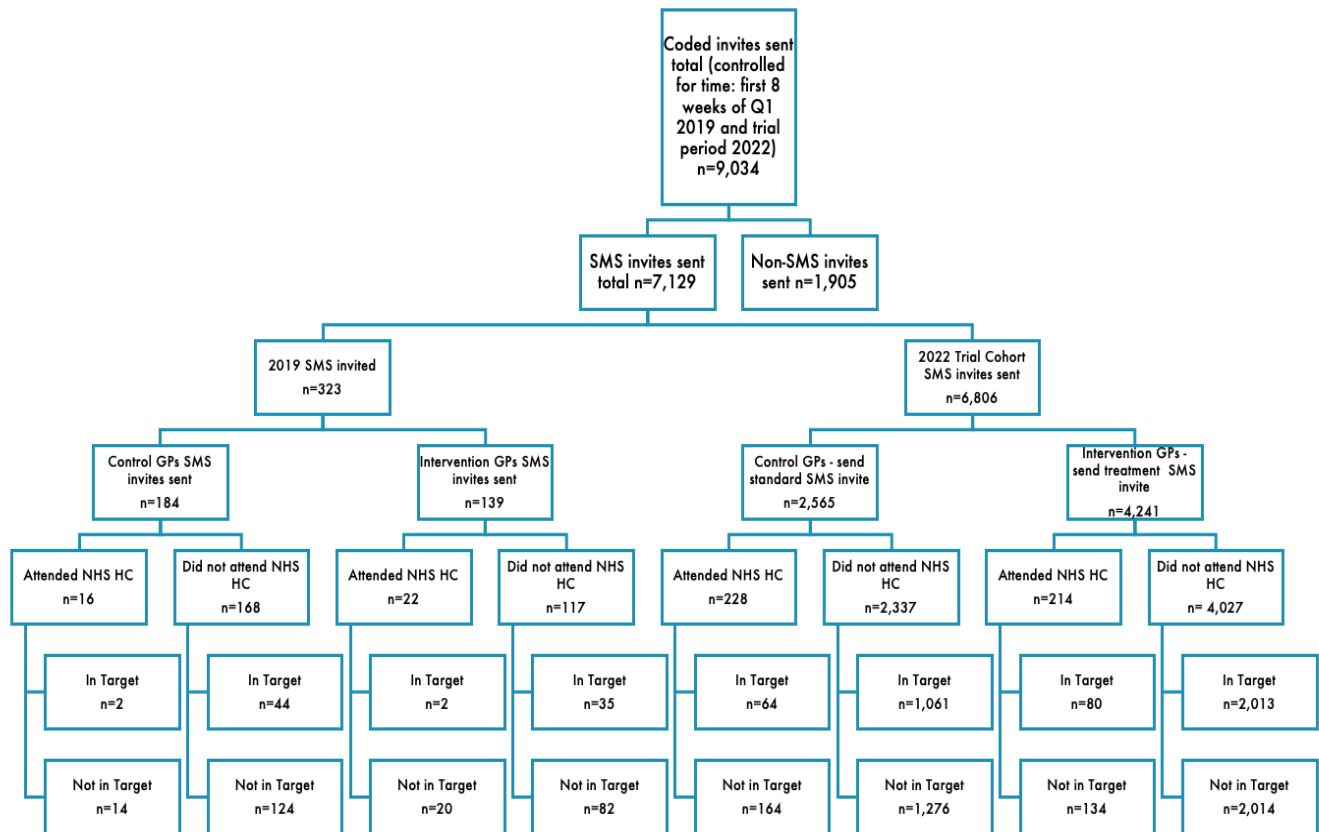 Coded invites sent
total (controlled
for time: first 8
weeks of Q1
2019 and trial
period 2022)
n=9,034
SMS invites sent
total n=7,129
Non-SMS invites
sent n=1,905
2019 SMS invited
n=323
2022 Trial Cohort
SMS invites sent
n=6,806
Control GPs SMS
invites sent
n=184
Intervention GPs SMS
invites sent
n=139
Control GPs - send
standard SMS invite
n=2,565
Intervention GPs -
send treatment SMS
invite
n=4,241
Attended NHS HC
n=16
Did not attend NHS
HC
n=168
Attended NHS HC
n=22
Did not attend NHS
HC
n=117
Attended NHS HC
n=228
Did not attend NHS
HC
n=2,337
Attended NHS HC
n=214
Did not attend NHS
HC
n= 4,027
In Target
n=2
In Target
n=44
In Target
n=2
In Target
n=35
In Target
n=64
In Target
n=1,061
In Target
n=80
In Target
n=2,013
Not in Target
n=14
Not in Target
n=124
Not in Target
n=20
Not in Target
n=82
Not in Target
n=164
Not in Target
n=1,276
Not in Target
n=134
Not in Target
n=2,014